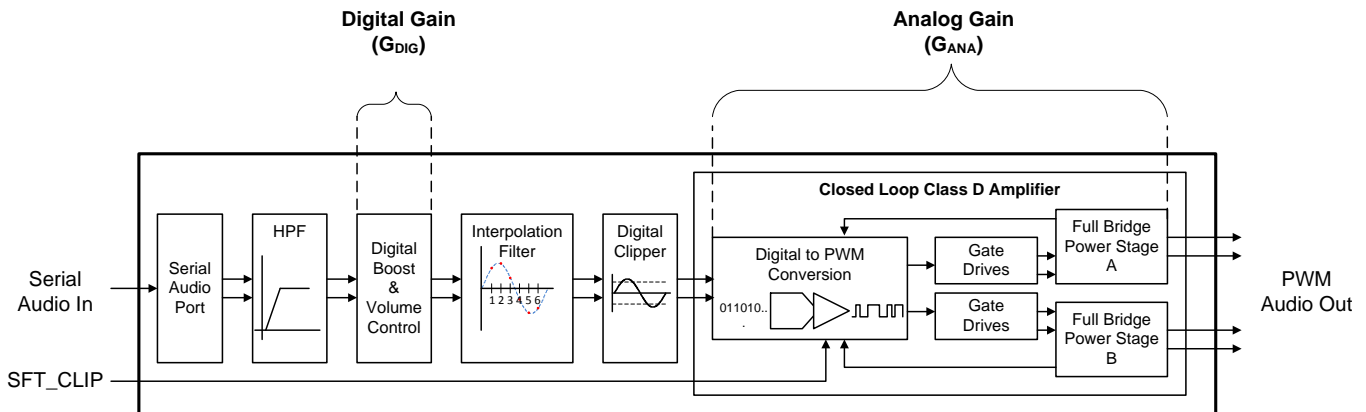 Digital Gain
(GDIG)
Analog Gain
(GANA)
Closed Loop Class D Amplifier
Serial
Audio In
Serial
Audio
Port
HPF
Digital
Boost
&
Volume
Control
Interpolation
Filter
1 2 3 4 5 6
Digital
Clipper
Digital to PWM
Conversion
011010..
.
Gate
Drives
Gate
Drives
Full Bridge
Power Stage
A
Full Bridge
Power Stage
B
PWM
Audio Out
SFT_CLIP